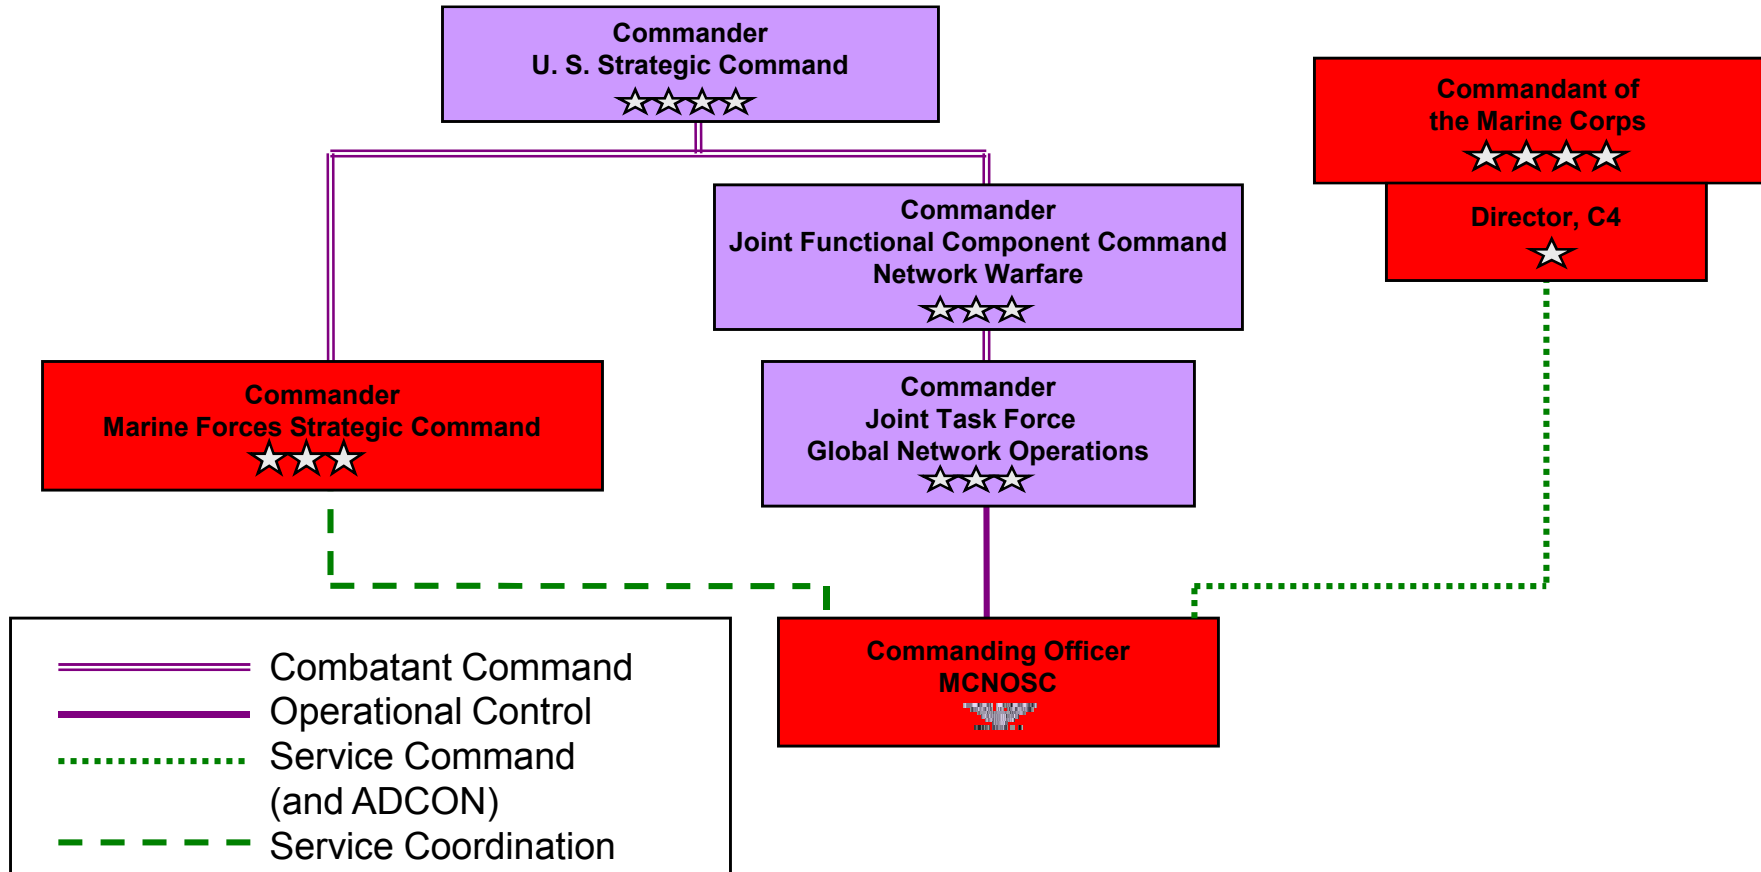 Commander
U. S. Strategic Command
Commandant of
the Marine Corps
Director, C4
Commander
Joint Functional Component Command
Network Warfare
Commander
Marine Forces Strategic Command
Commander
Joint Task Force
Global Network Operations
Commanding Officer
MCNOSC
Combatant Command
Operational Control
Service Command
(and ADCON)
Service Coordination